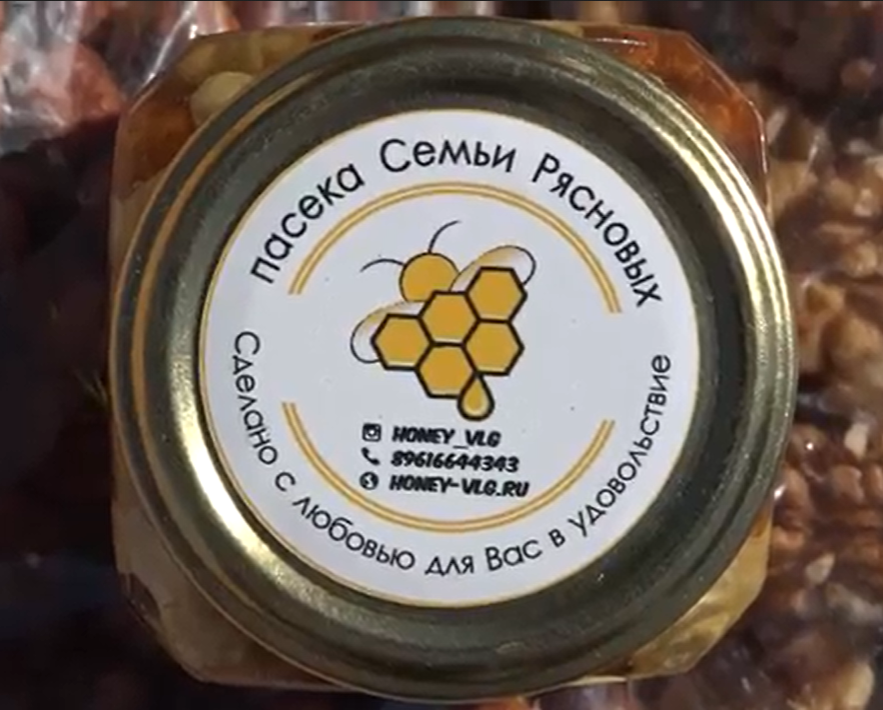 пасека Семьи Рясновых
HONEY_VLG
89616644343
HONEY-VLG.RU
Сделано с любовью для Вас в удовольствие